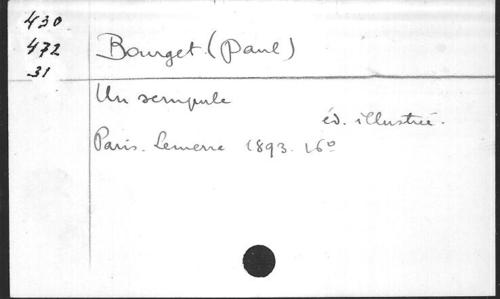 430
472
31
Bourget (Paul)
Un scrupule
éd. illustrée.
Paris. Lemerre 1893. 16°